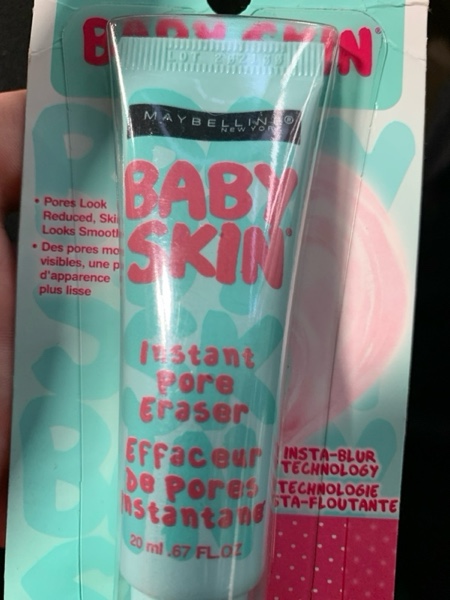 BABY SKIN®
MAYBELLINE®
NEW YORK
BABY
SKIN®
• Pores Look
Reduced, Skin
Looks Smooth
• Des pores
visibles, une
d'apparence
plus lisse
Instant
Pore
Eraser
Effaceur
De Pores
Instantané
INSTA-BLUR
TECHNOLOGY
TECHNOLOGIE
STA-FLOUTANTE
20 ml .67 FL.OZ